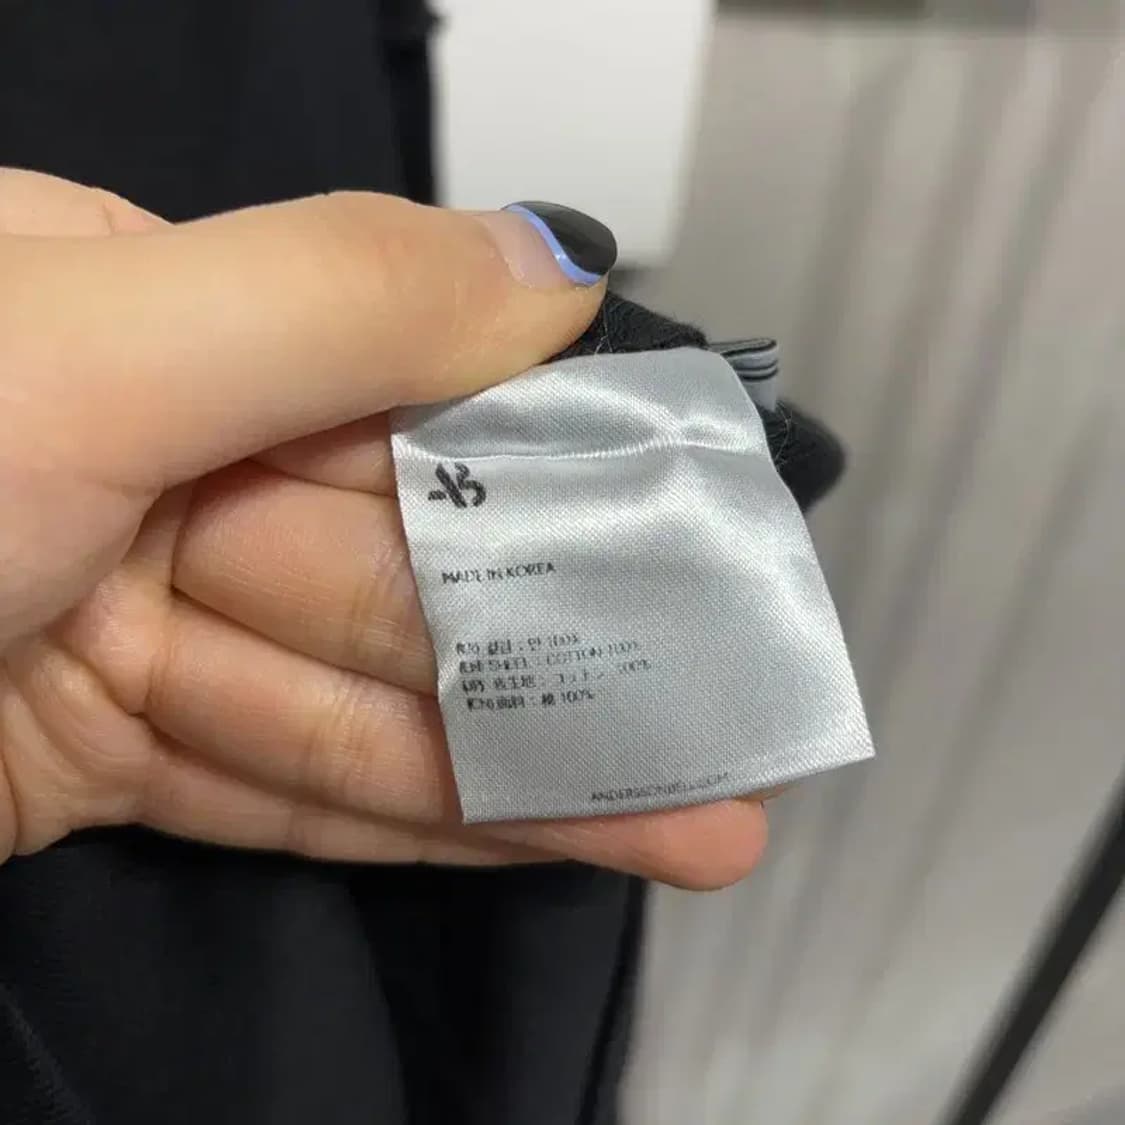 MADE IN KOREA
(KR) 겉감 : 면 100%
(EN) SHELL : COTTON 100%
(JP) 表生地 : コットン 100%
(CN) 面料 : 棉 100%
ANDERSSONBELL.COM